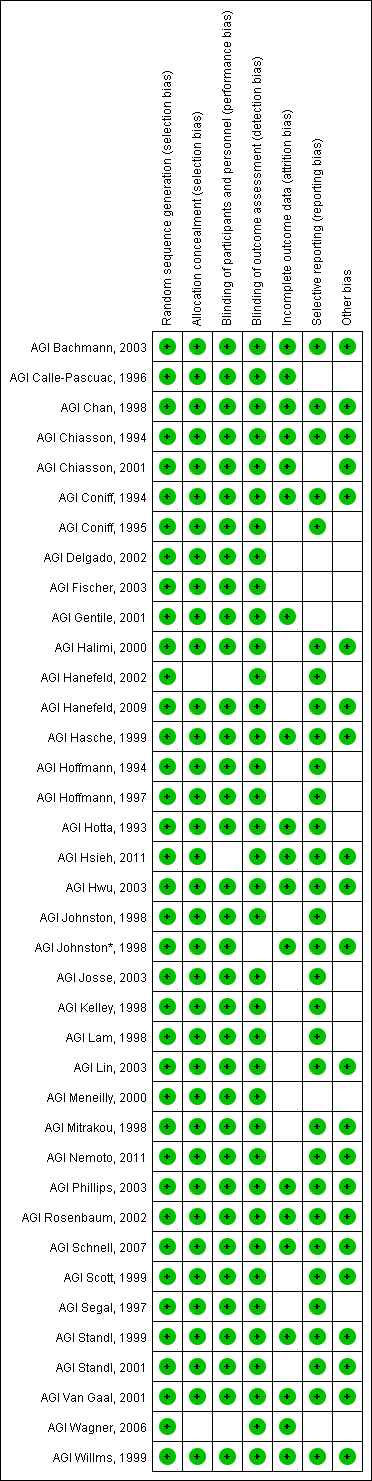 Random sequence generation (selection bias)
Allocation concealment (selection bias)
Blinding of participants and personnel (performance bias)
Blinding of outcome assessment (detection bias)
Incomplete outcome data (attrition bias)
Selective reporting (reporting bias)
Other bias
AGI Bachmann, 2003 + + + + + + +
AGI Calle-Pascuac, 1996 + + + + +
AGI Chan, 1998 + + + + + + +
AGI Chiasson, 1994 + + + + + + +
AGI Chiasson, 2001 + + + + + +
AGI Coniff, 1994 + + + + + + +
AGI Coniff, 1995 + + + + +
AGI Delgado, 2002 + + + +
AGI Fischer, 2003 + + + +
AGI Gentile, 2001 + + + + +
AGI Halimi, 2000 + + + + + +
AGI Hanefeld, 2002 + + +
AGI Hanefeld, 2009 + + + + + +
AGI Hasche, 1999 + + + + + + +
AGI Hoffmann, 1994 + + + + +
AGI Hoffmann, 1997 + + + + +
AGI Hotta, 1993 + + + + + +
AGI Hsieh, 2011 + + + + + +
AGI Hwu, 2003 + + + + + + +
AGI Johnston, 1998 + + + + +
AGI Johnston*, 1998 + + + + + +
AGI Josse, 2003 + + + + +
AGI Kelley, 1998 + + + + +
AGI Lam, 1998 + + + + +
AGI Lin, 2003 + + + + + +
AGI Meneilly, 2000 + + + +
AGI Mitrakou, 1998 + + + + + +
AGI Nemoto, 2011 + + + + + +
AGI Phillips, 2003 + + + + + + +
AGI Rosenbaum, 2002 + + + + + + +
AGI Schnell, 2007 + + + + + + +
AGI Scott, 1999 + + + + + +
AGI Segal, 1997 + + + + +
AGI Standl, 1999 + + + + + + +
AGI Standl, 2001 + + + + + +
AGI Van Gaal, 2001 + + + + + + +
AGI Wagner, 2006 + + +
AGI Willms, 1999 + + + + + + +